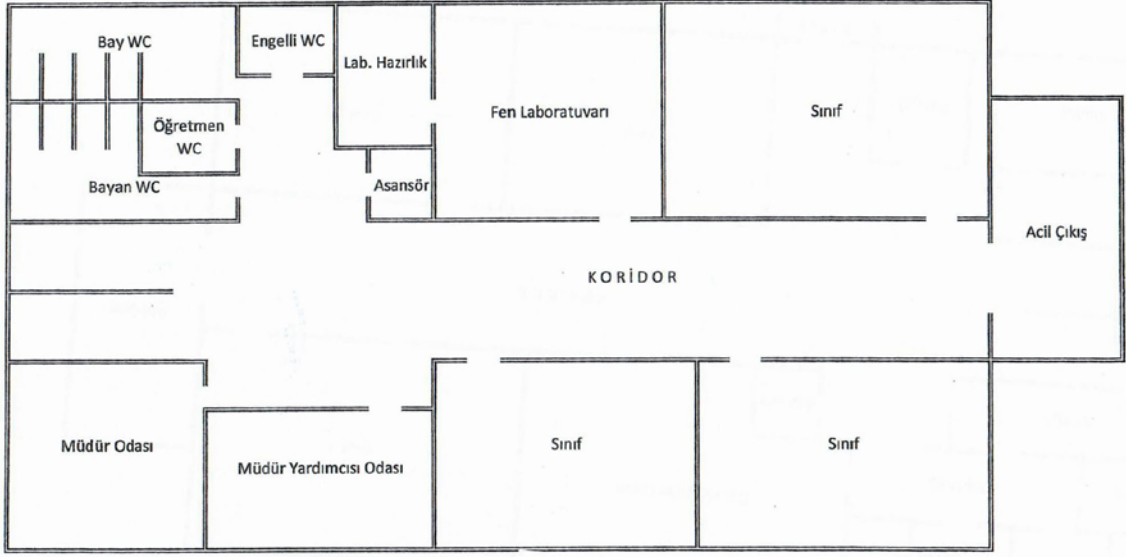 Bay WC
Engelli WC
Lab. Hazırlık
Fen Laboratuvarı
Sınıf
Öğretmen
WC
Bayan WC
Asansör
Acil Çıkış
KORİDOR
Müdür Odası
Müdür Yardımcısı Odası
Sınıf
Sınıf